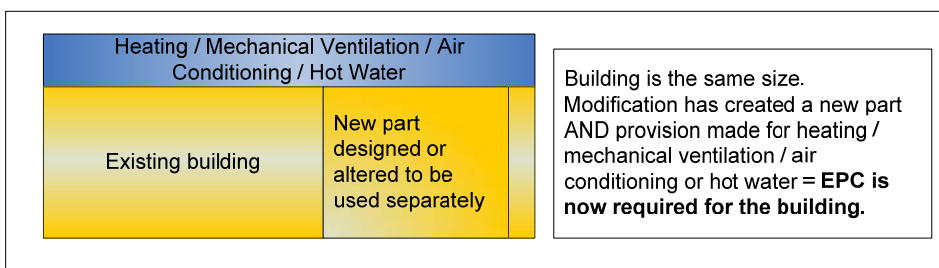 Heating / Mechanical Ventilation / Air
Conditioning / Hot Water
Existing building
New part
designed or
altered to be
used separately
Building is the same size.
Modification has created a new part
AND provision made for heating /
mechanical ventilation / air
conditioning or hot water = EPC is
now required for the building.